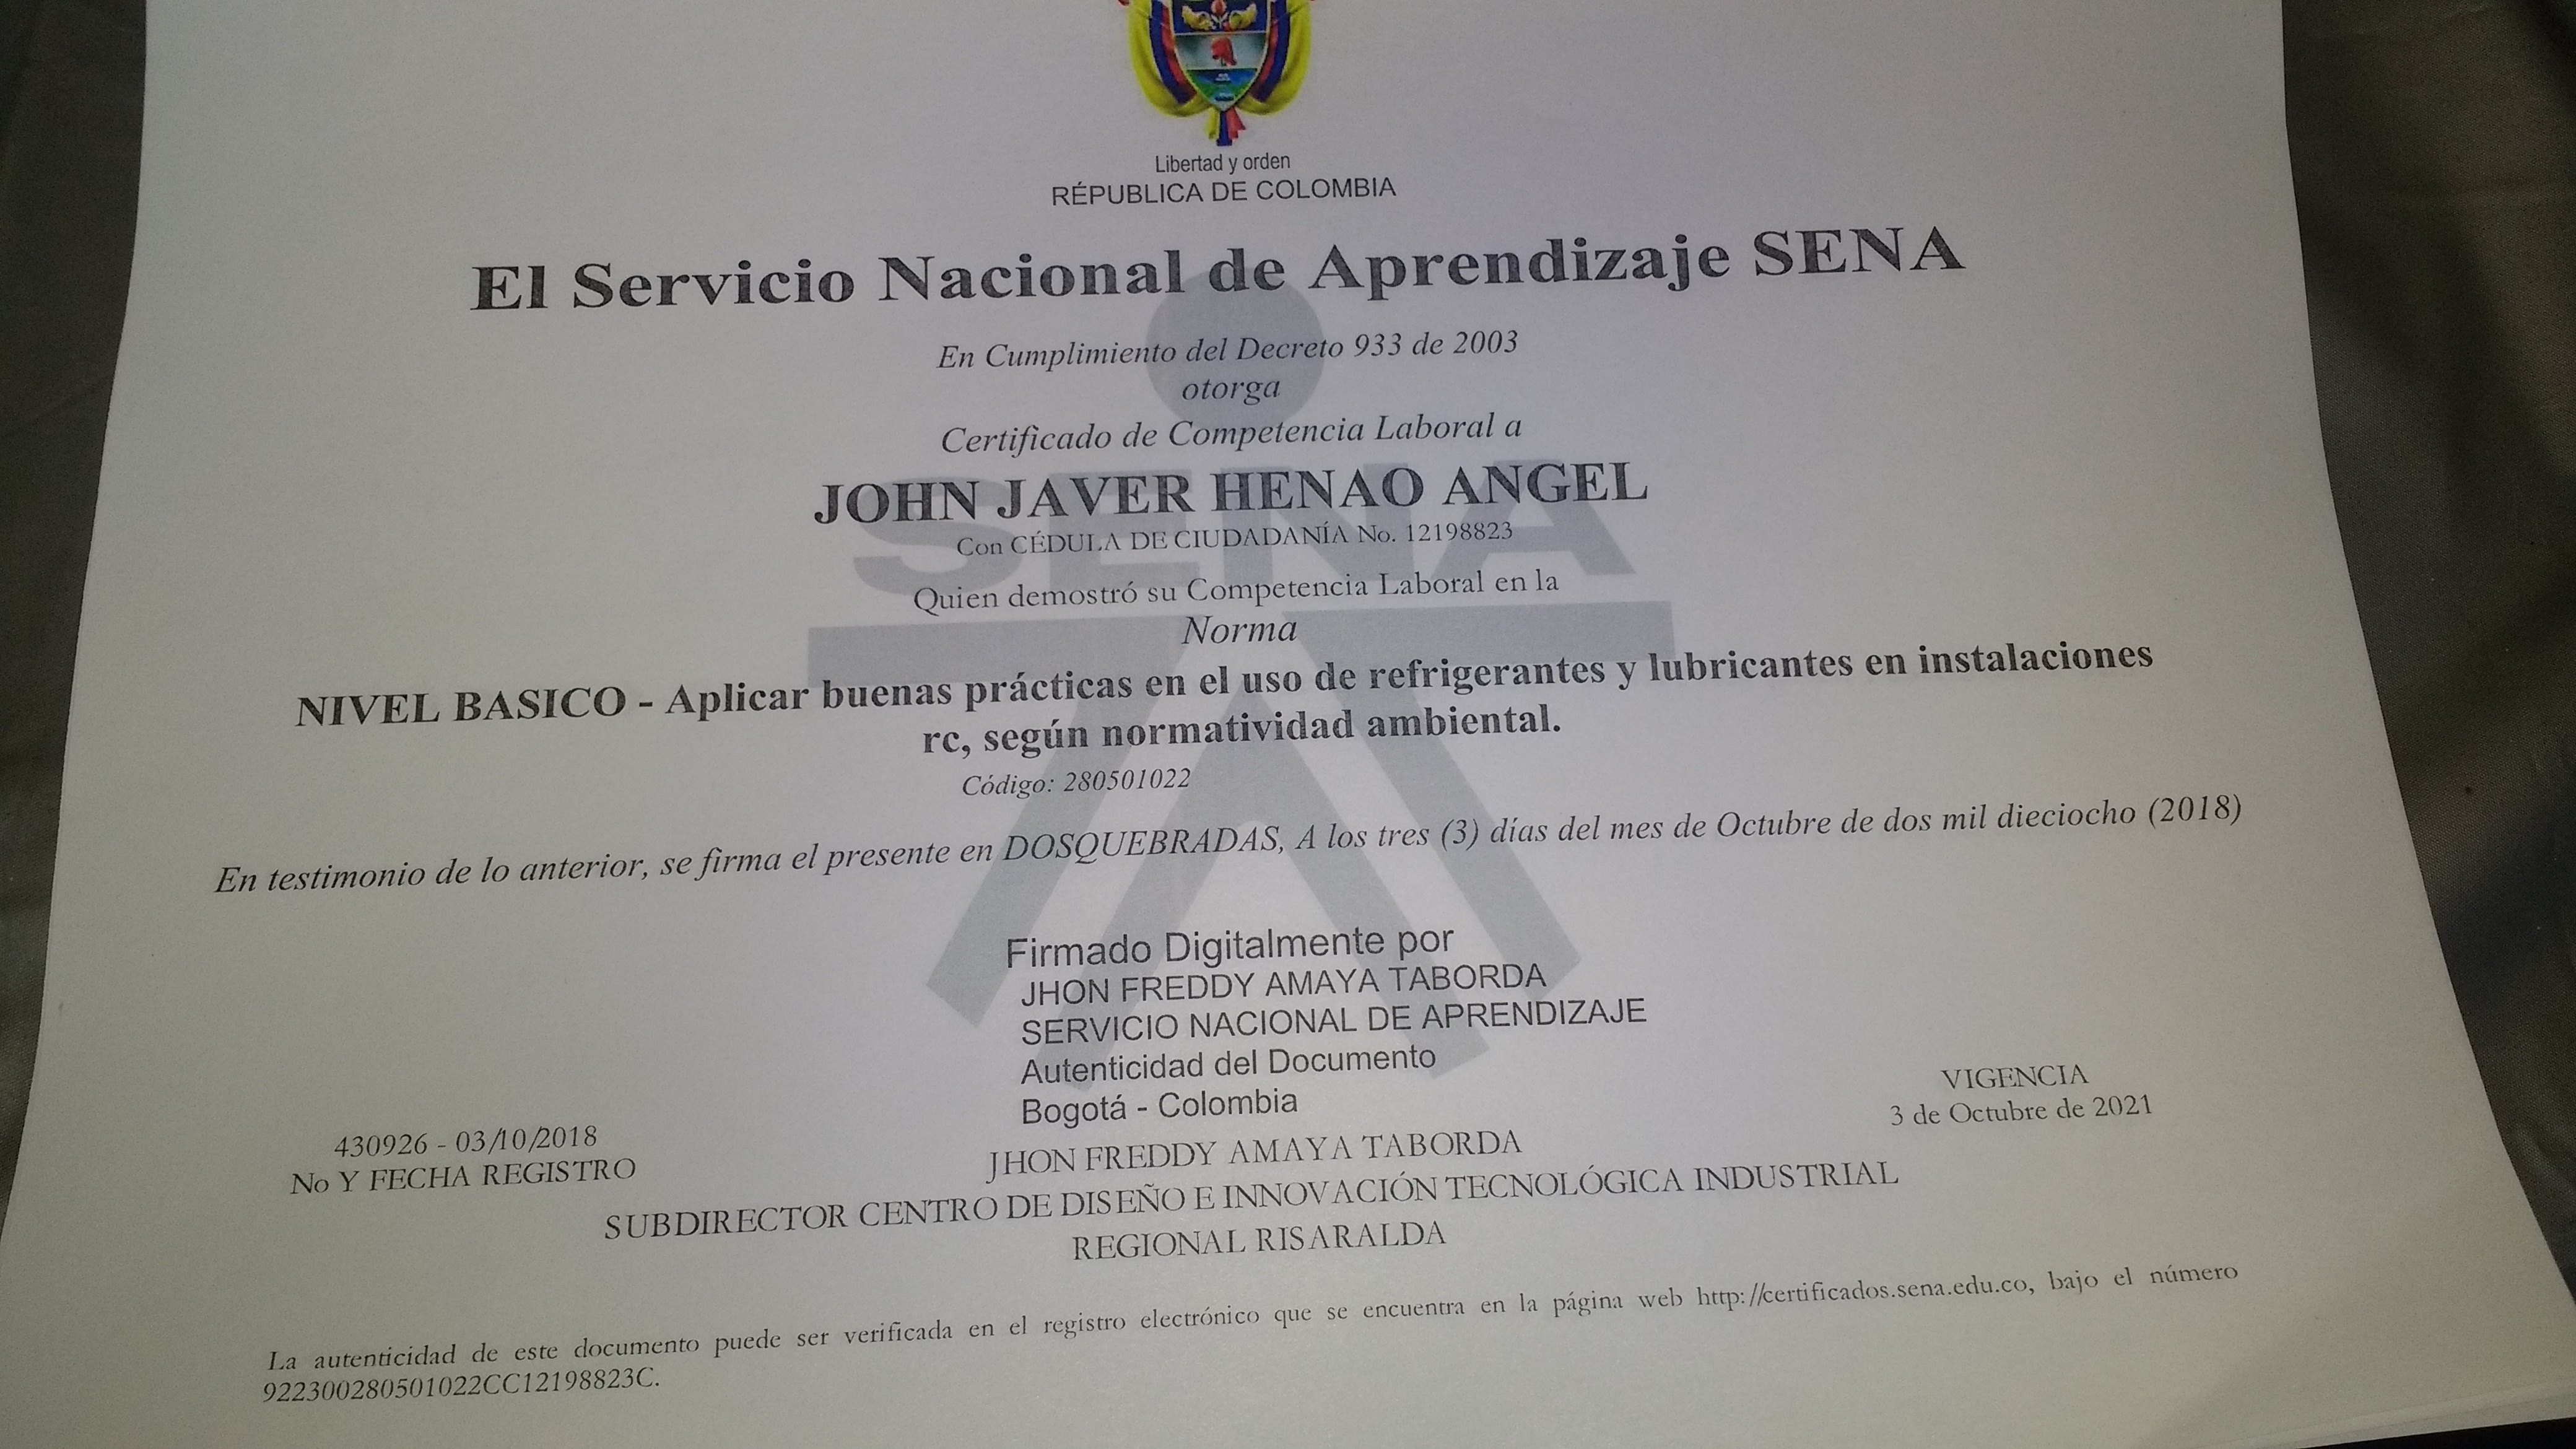 Libertad y orden
RÉPUBLICA DE COLOMBIA
El Servicio Nacional de Aprendizaje SENA
En Cumplimiento del Decreto 933 de 2003
otorga
Certificado de Competencia Laboral a
JOHN JAVER HENAO ANGEL
Con CÉDULA DE CIUDADANÍA No. 12198823
SENA
Quien demostró su Competencia Laboral en la
Norma
NIVEL BASICO - Aplicar buenas prácticas en el uso de refrigerantes y lubricantes en instalaciones
rc, según normatividad ambiental.
Código: 280501022
En testimonio de lo anterior, se firma el presente en DOSQUEBRADAS, A los tres (3) días del mes de Octubre de dos mil dieciocho (2018)
Firmado Digitalmente por
JHON FREDDY AMAYA TABORDA
SERVICIO NACIONAL DE APRENDIZAJE
Autenticidad del Documento
Bogotá - Colombia
VIGENCIA
3 de Octubre de 2021
430926 - 03/10/2018
No Y FECHA REGISTRO
JHON FREDDY AMAYA TABORDA
SUBDIRECTOR CENTRO DE DISEÑO E INNOVACIÓN TECNOLÓGICA INDUSTRIAL
REGIONAL RISARALDA
La autenticidad de este documento puede ser verificada en el registro electrónico que se encuentra en la página web http://certificados.sena.edu.co, bajo el número
922300280501022CC12198823C.